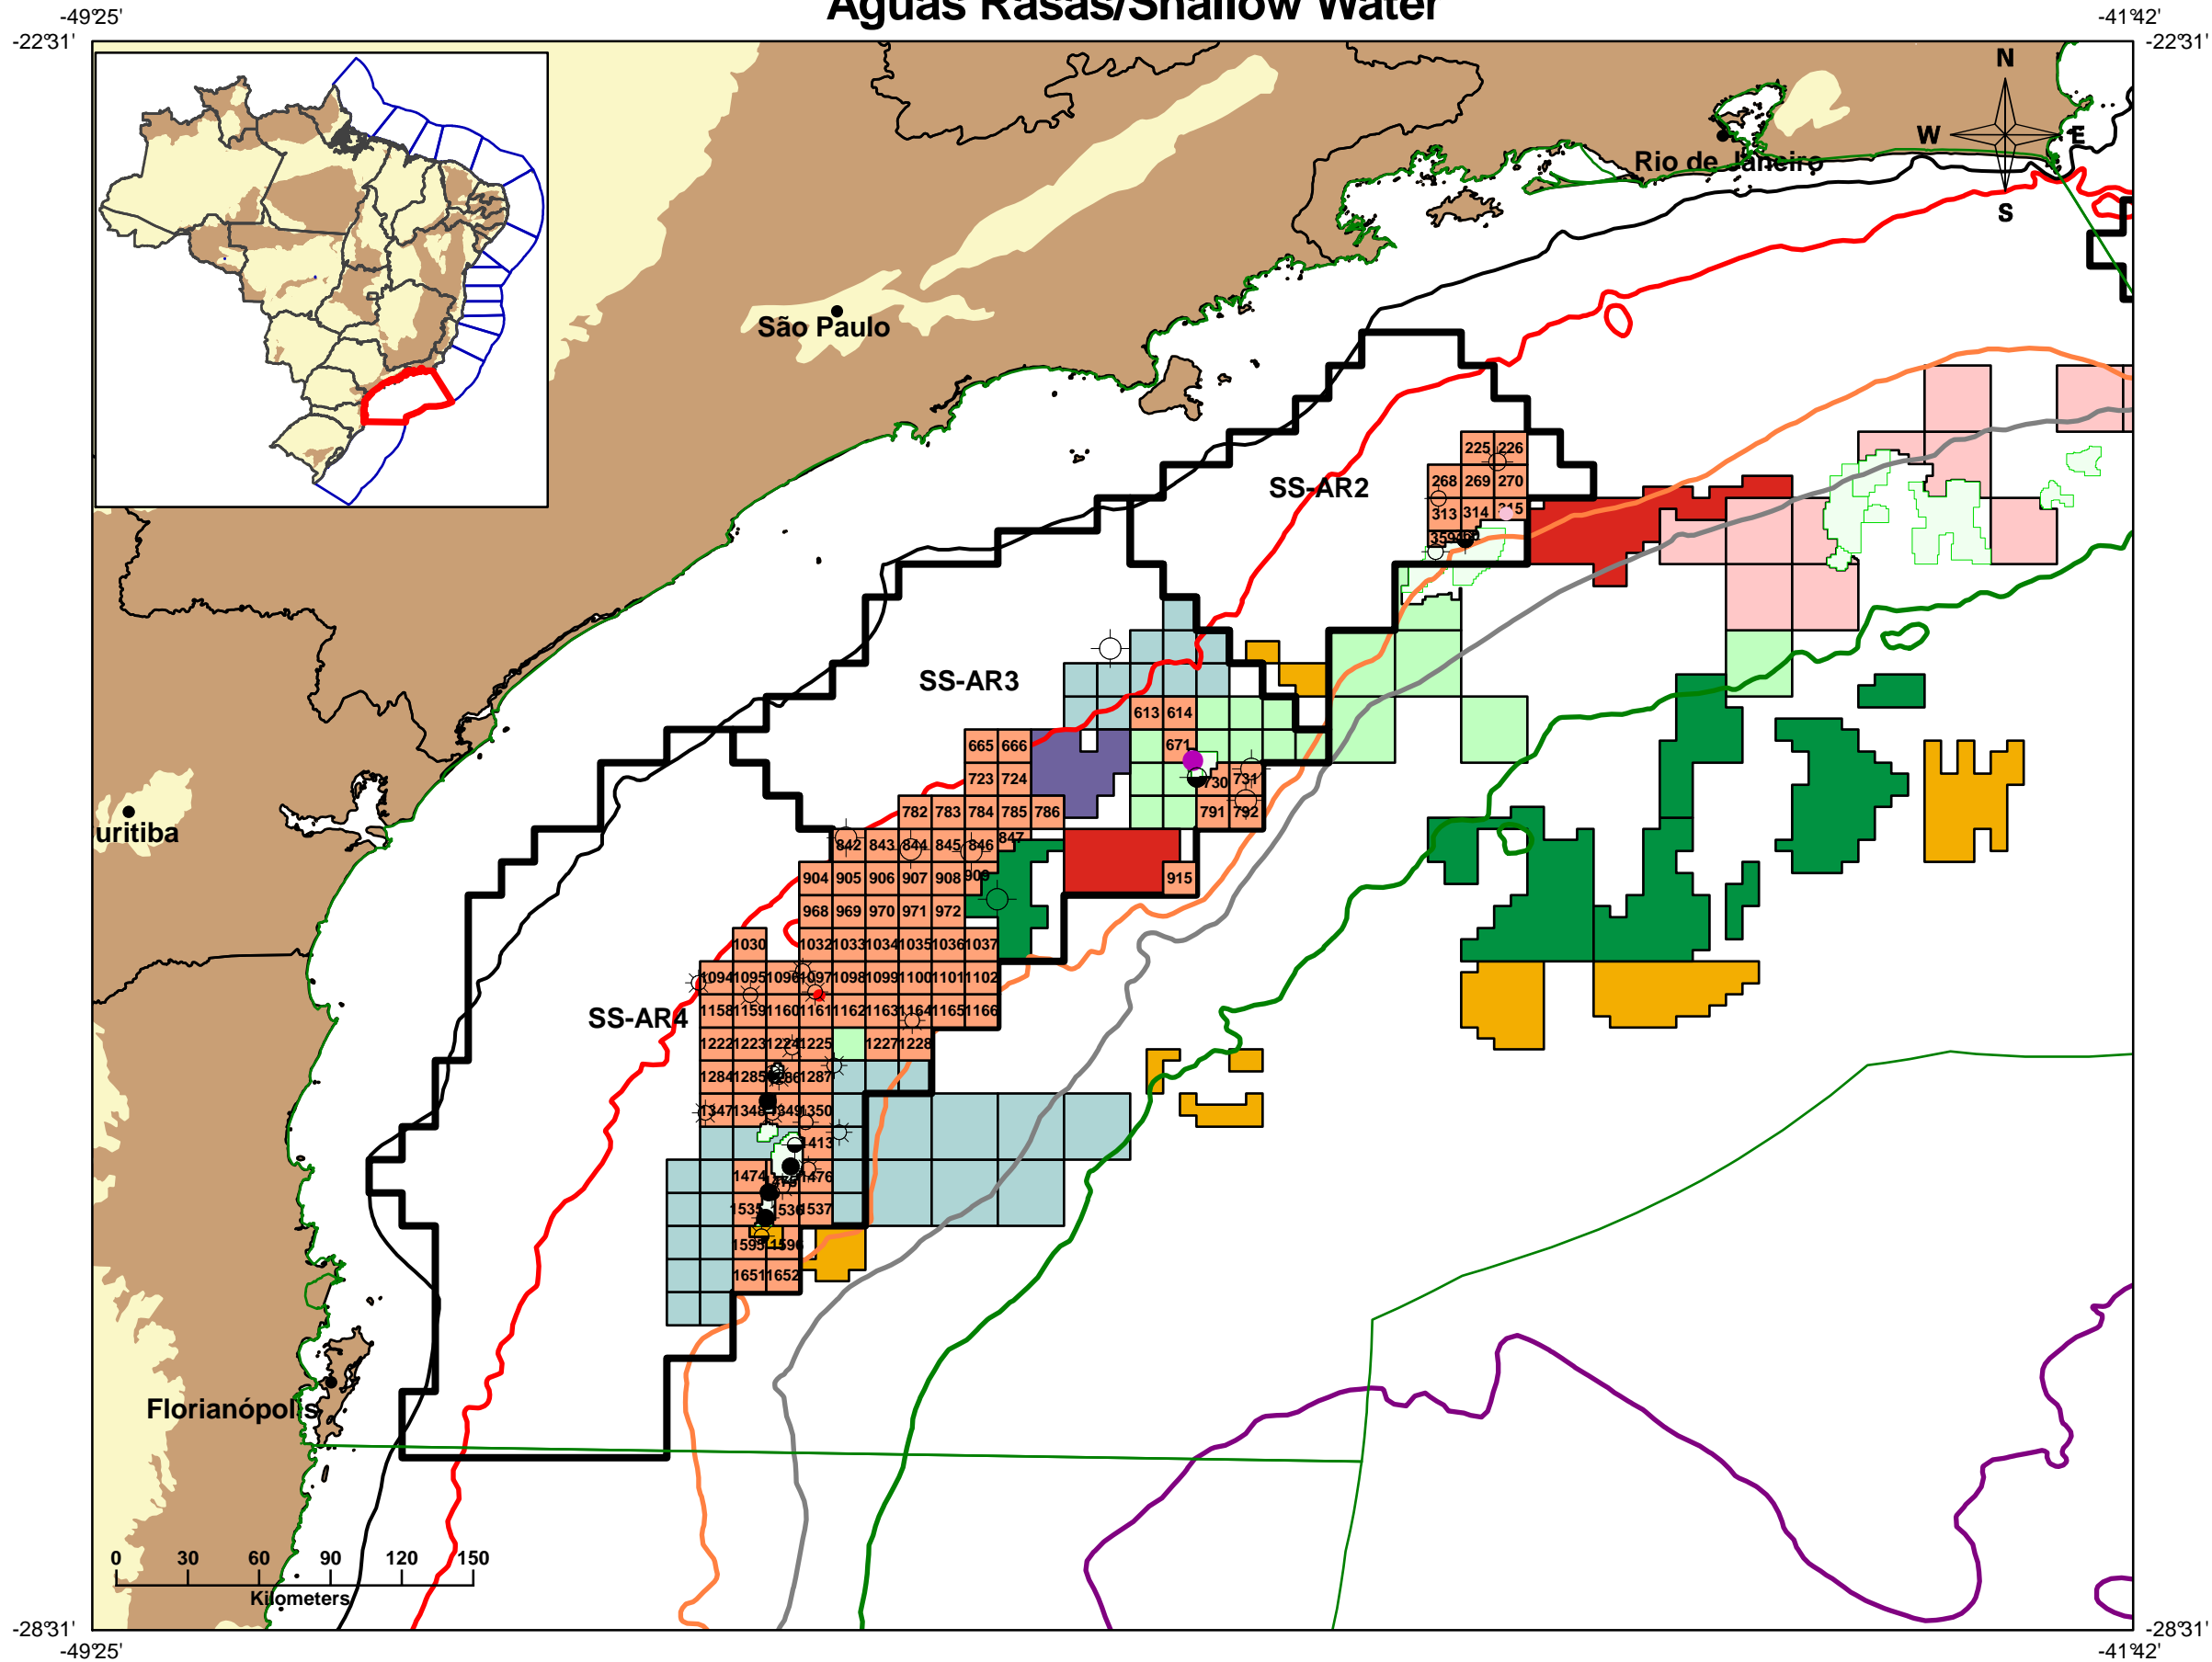 Águas Rasas/Shallow Water
-49°25'
-41°42'
-22°31'
-22°31'
N
W
E
S
Rio de Janeiro
São Paulo
SS-AR2
225 226
268 269 270
313 314 315
359 360
SS-AR3
613 614
665 666
671
723 724
730 731
782 783 784 785 786
791 792
842 843 844 845 846 847
904 905 906 907 908 909
915
968 969 970 971 972
1030 1032 1033 1034 1035 1036 1037
1094 1095 1096 1097 1098 1099 1100 1101 1102
SS-AR4
1158 1159 1160 1161 1162 1163 1164 1165 1166
1222 1223 1224 1225 1227 1228
1284 1285 1286 1287
1347 1348 1349 1350
1413
1474 1475 1476
1535 1536 1537
1595 1596
1651 1652
uritiba
Florianópolis
0 30 60 90 120 150
Kilometers
-28°31'
-28°31'
-49°25'
-41°42'